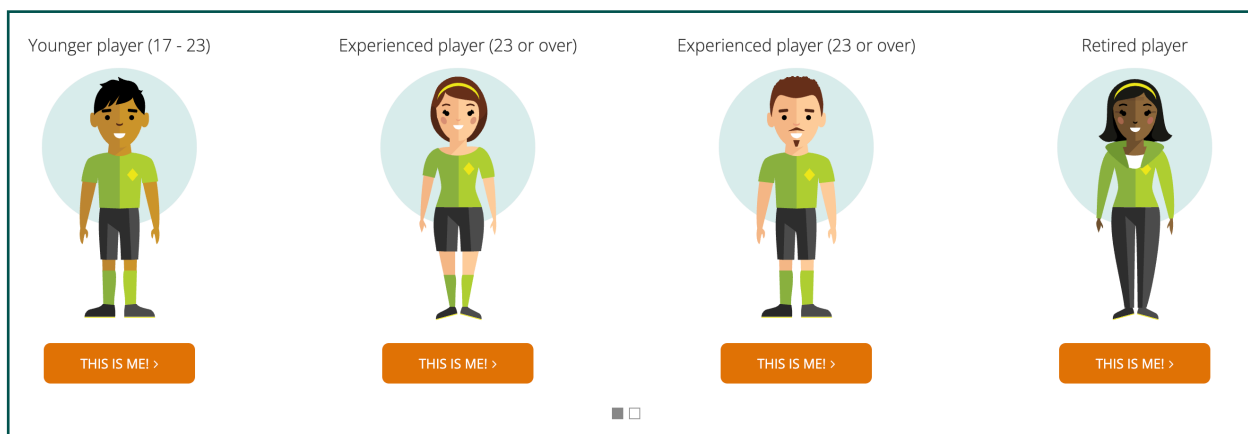 Younger player (17 - 23)
Experienced player (23 or over)
Experienced player (23 or over)
Retired player
THIS IS ME! >
THIS IS ME! >
THIS IS ME! >
THIS IS ME! >